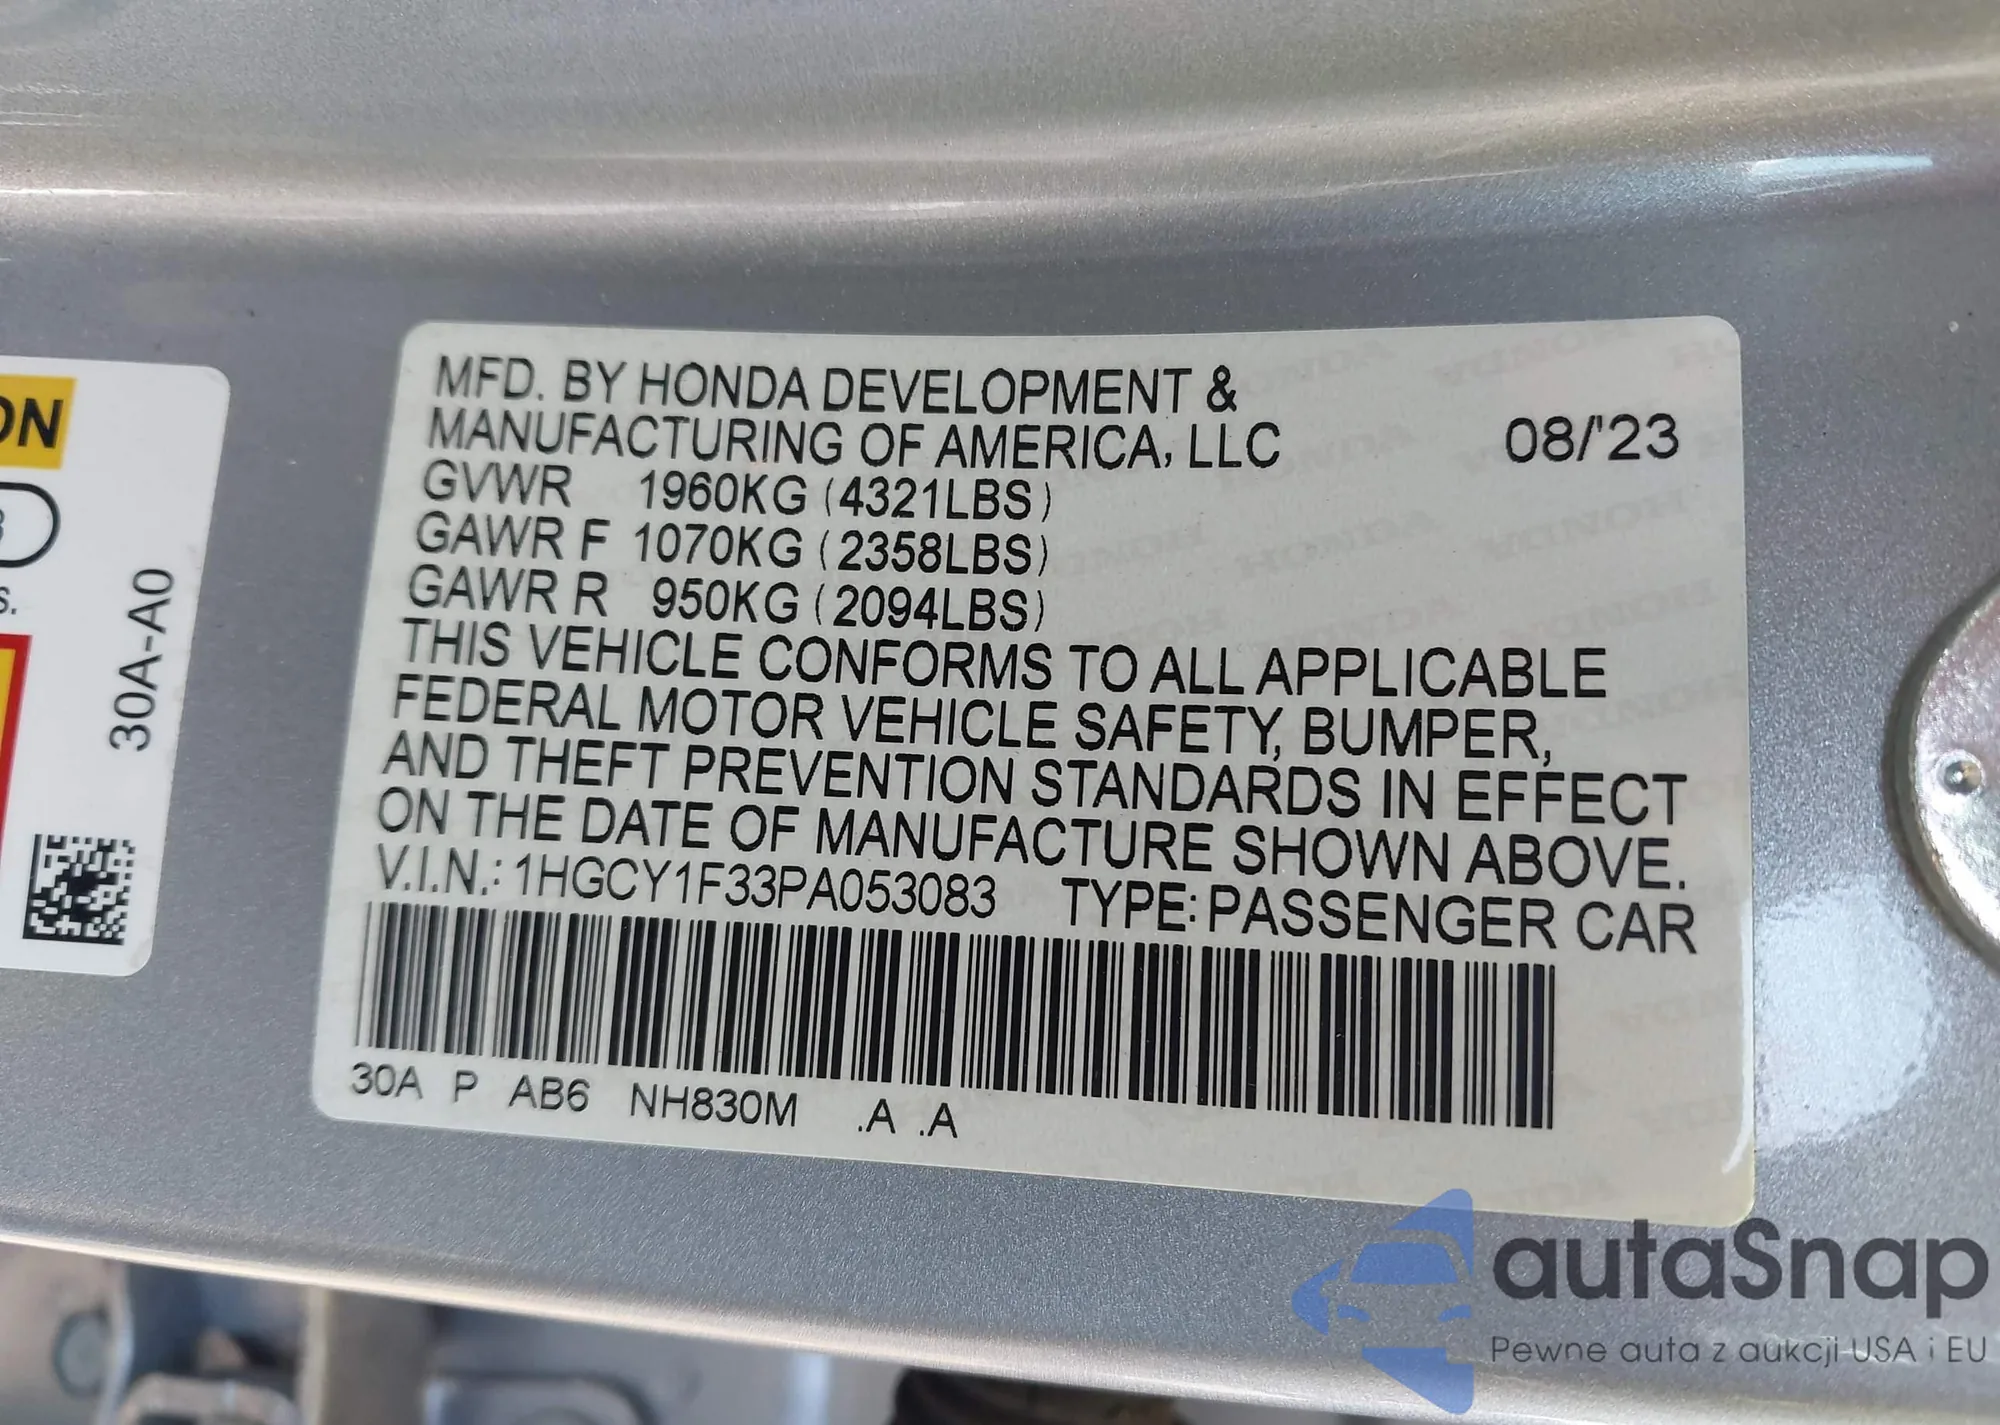 MFD. BY HONDA DEVELOPMENT &
MANUFACTURING OF AMERICA, LLC 08/'23
GVWR 1960KG (4321LBS)
GAWR F 1070KG (2358LBS)
GAWR R 950KG (2094LBS)
THIS VEHICLE CONFORMS TO ALL APPLICABLE
FEDERAL MOTOR VEHICLE SAFETY, BUMPER,
AND THEFT PREVENTION STANDARDS IN EFFECT
ON THE DATE OF MANUFACTURE SHOWN ABOVE.
V.I.N.: 1HGCY1F33PA053083 TYPE: PASSENGER CAR
30A P AB6 NH830M .A .A
ON
S.
30A-A0
autaSnap
Pewne auta z aukcji USA i EU